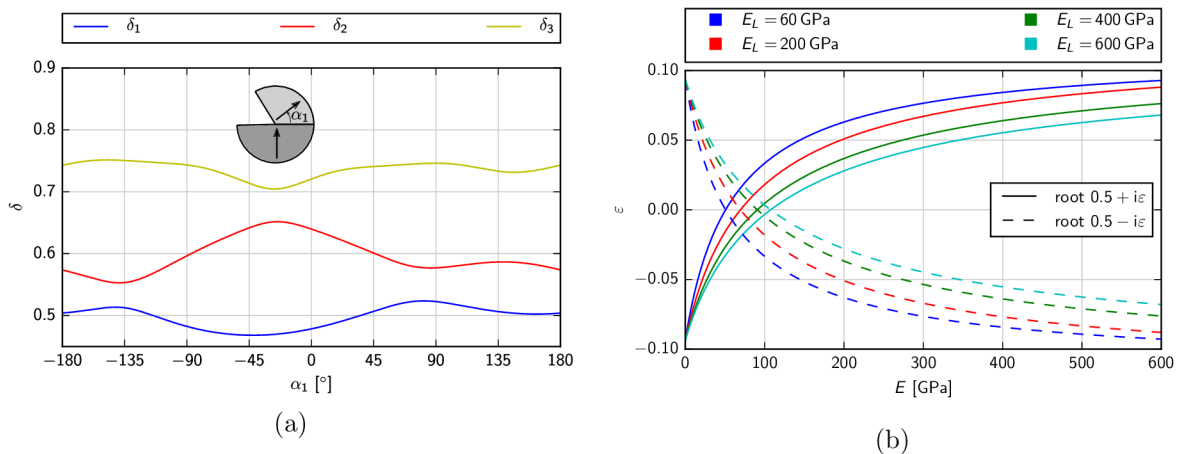 δ1 δ2 δ3
0.9
0.8
0.7
0.6
0.5
δ
α1
−180 −135 −90 −45 0 45 90 135 180
α1 [°]
(a)
EL = 60 GPa EL = 400 GPa
EL = 200 GPa EL = 600 GPa
0.10
0.05
0.00
−0.05
−0.10
ε
root 0.5 + iε
root 0.5 − iε
0 100 200 300 400 500 600
E [GPa]
(b)